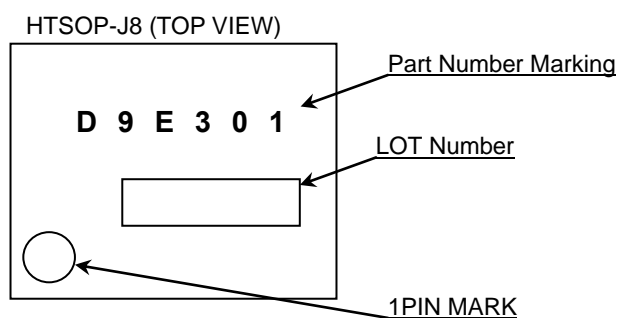 HTSOP-J8 (TOP VIEW)
Part Number Marking
D 9 E 3 0 1
LOT Number
1PIN MARK